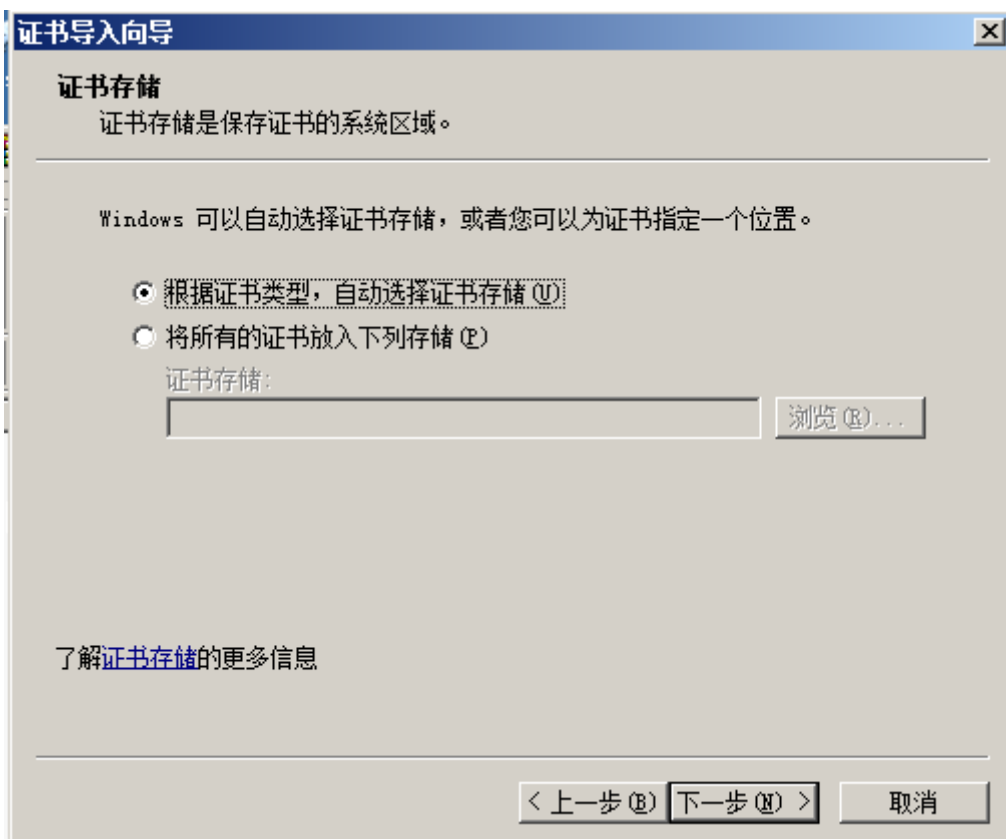 证书导入向导
证书存储
证书存储是保存证书的系统区域。
Windows 可以自动选择证书存储，或者您可以为证书指定一个位置。
根据证书类型，自动选择证书存储(U)
将所有的证书放入下列存储(P)
证书存储:
浏览(R)...
了解证书存储的更多信息
< 上一步(B) 下一步(N) > 取消